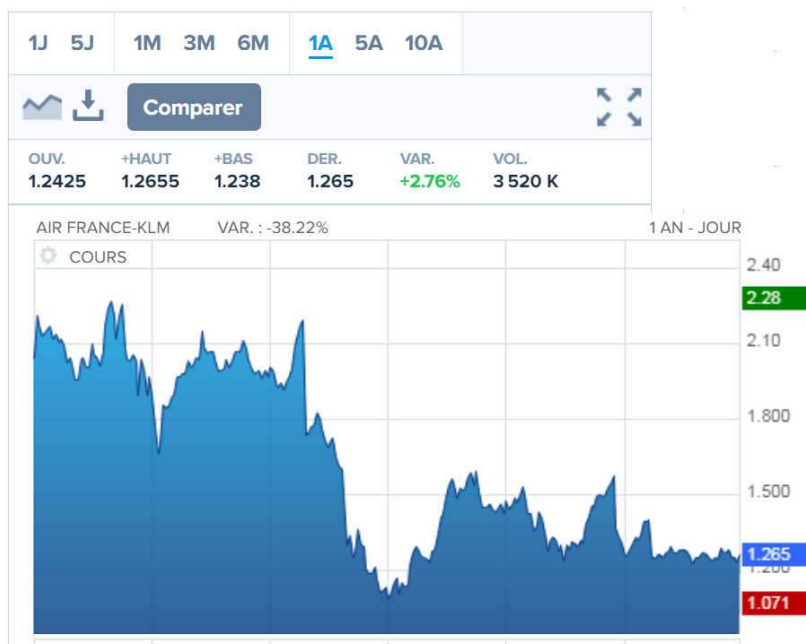 1J 5J 1M 3M 6M 1A 5A 10A
Comparer
OUV. +HAUT +BAS DER. VAR. VOL.
1.2425 1.2655 1.238 1.265 +2.76% 3 520 K
AIR FRANCE-KLM VAR. : -38.22% 1 AN - JOUR
COURS
2.40
2.28
2.10
1.800
1.500
1.265
1.200
1.071